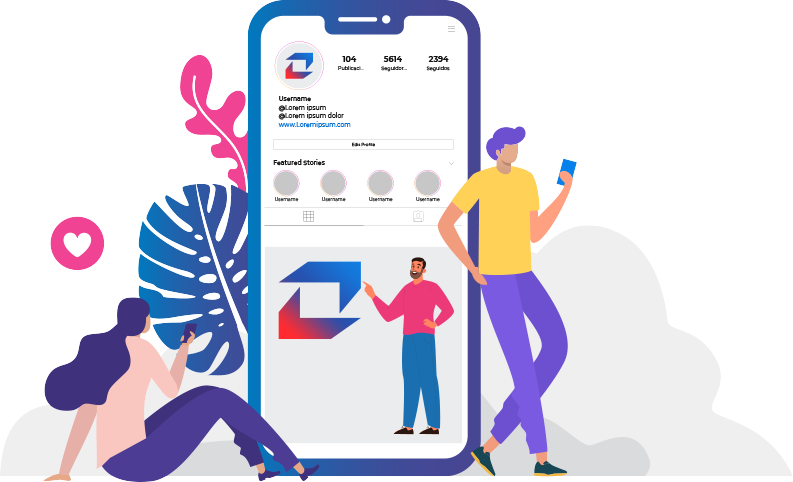 104 5614 2394
Publicaci... Seguidor... Seguidos
Username
@Lorem ipsum
@Lorem ipsum dolor
www.Loremipsum.com
Edit Profile
Featured Stories
Username Username Username Username